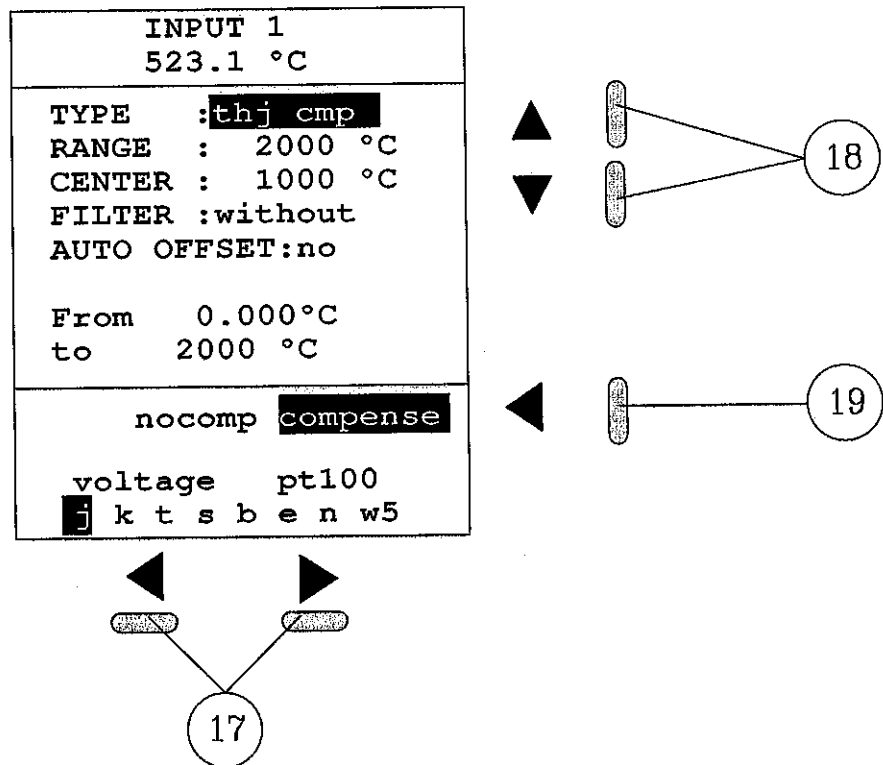 INPUT 1
523.1 °C
TYPE :thj cmp
RANGE : 2000 °C
CENTER : 1000 °C
FILTER :without
AUTO OFFSET:no
From 0.000°C
to 2000 °C
nocomp compense
voltage pt100
j k t s b e n w5
18
19
17